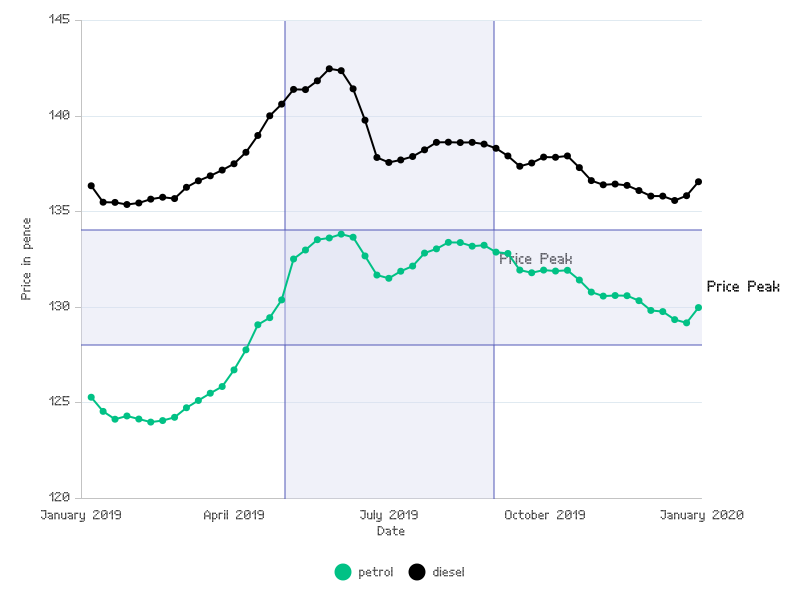 145
140
135
130
125
120
Price in pence
Price Peak
Price Peak
January 2019
April 2019
July 2019
October 2019
January 2020
Date
petrol
diesel